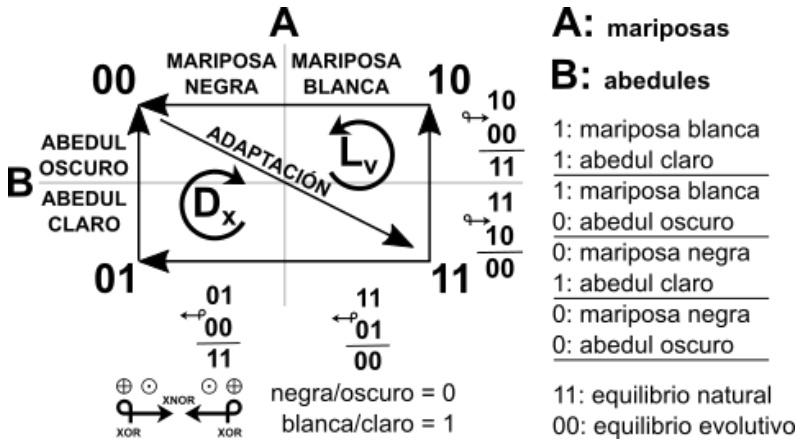 A
MARIPOSA NEGRA
MARIPOSA BLANCA
00
10
ABEDUL OSCURO
B
ABEDUL CLARO
ADAPTACIÓN
Lv
Dx
01
11
10
00
11
11
10
00
01
00
11
11
01
00
⊕ ⊙ ⊙ ⊕
XNOR
XOR XOR
negra/oscuro = 0
blanca/claro = 1
A: mariposas
B: abedules
1: mariposa blanca
1: abedul claro
1: mariposa blanca
0: abedul oscuro
0: mariposa negra
1: abedul claro
0: mariposa negra
0: abedul oscuro
11: equilibrio natural
00: equilibrio evolutivo